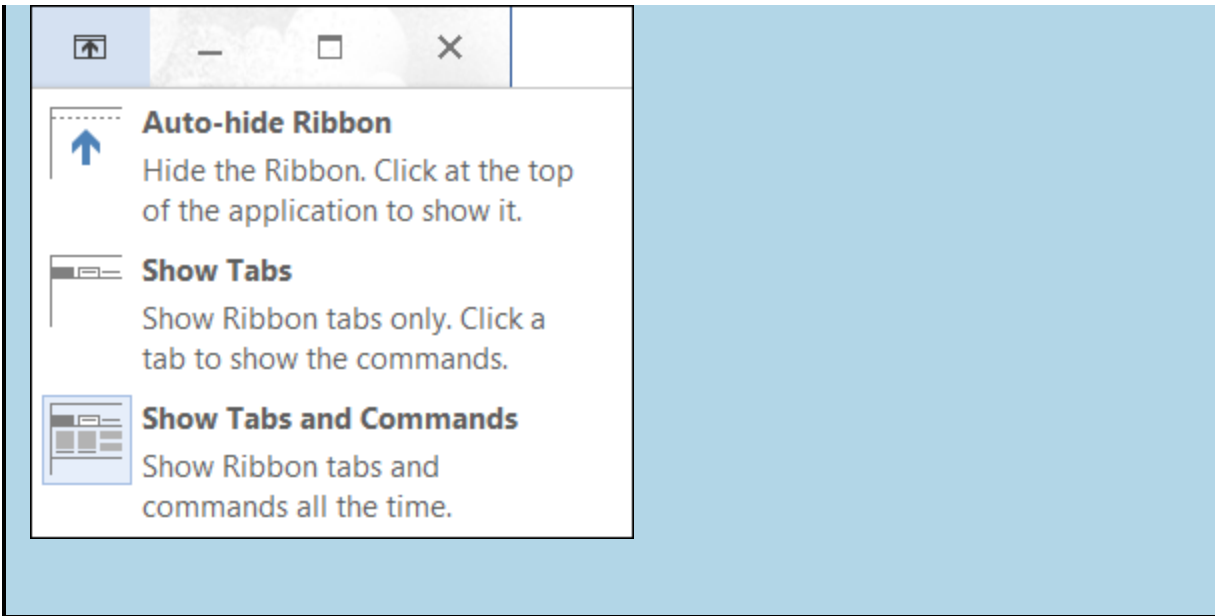 Auto-hide Ribbon
Hide the Ribbon. Click at the top
of the application to show it.
Show Tabs
Show Ribbon tabs only. Click a
tab to show the commands.
Show Tabs and Commands
Show Ribbon tabs and
commands all the time.